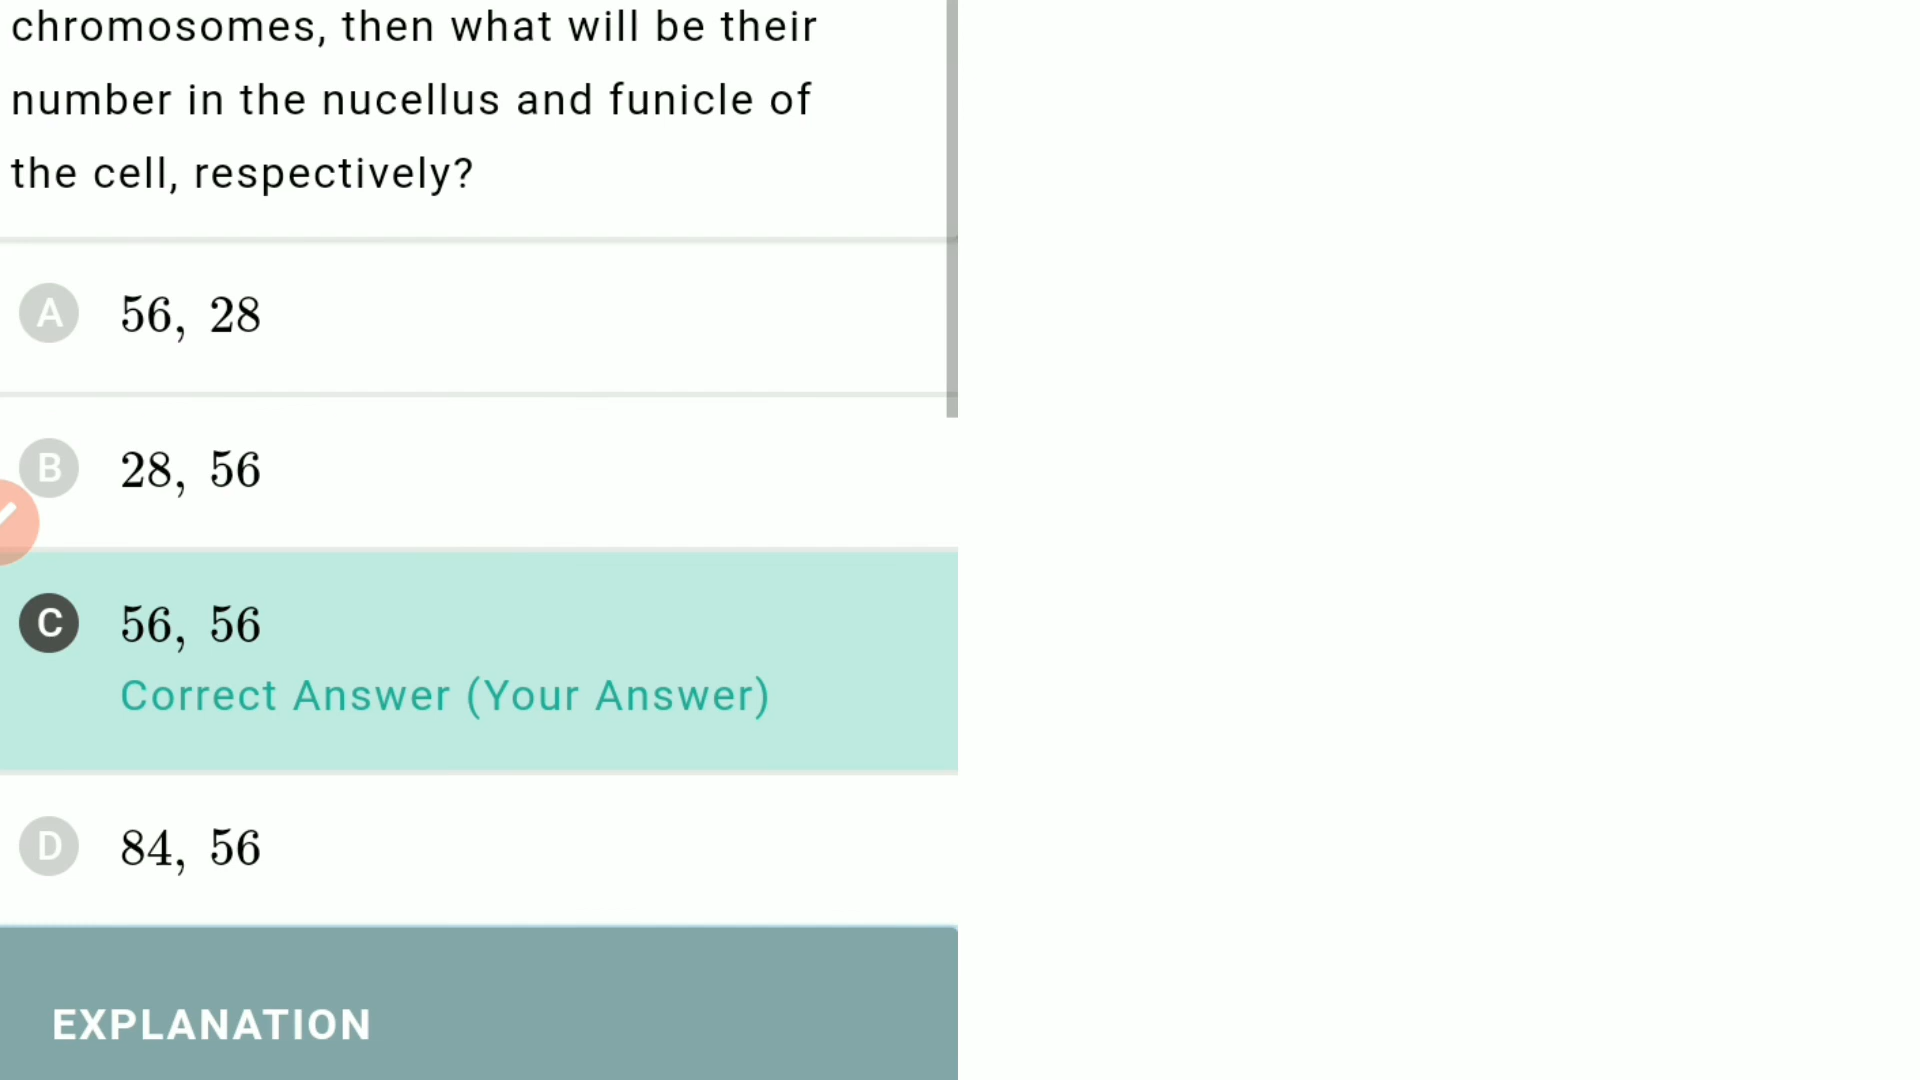 chromosomes, then what will be their
number in the nucellus and funicle of
the cell, respectively?
A 56, 28
B 28, 56
C 56, 56
Correct Answer (Your Answer)
D 84, 56
EXPLANATION